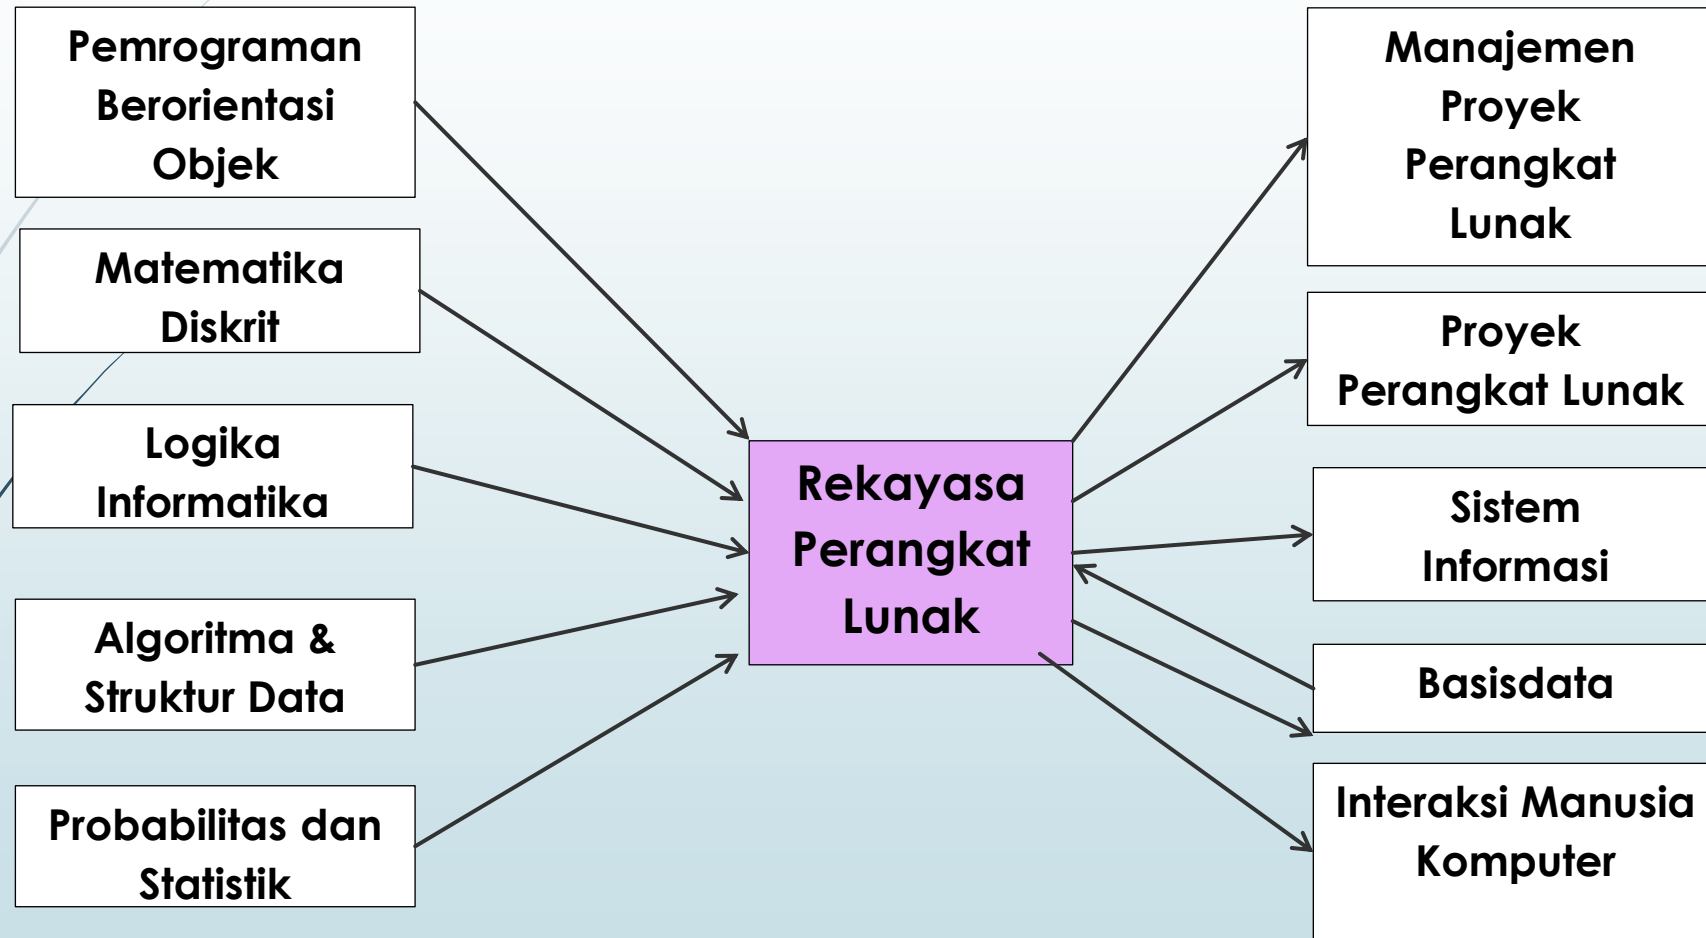 Pemrograman
Berorientasi
Objek
Matematika
Diskrit
Logika
Informatika
Algoritma &
Struktur Data
Probabilitas dan
Statistik
Rekayasa
Perangkat
Lunak
Manajemen
Proyek
Perangkat
Lunak
Proyek
Perangkat Lunak
Sistem
Informasi
Basisdata
Interaksi Manusia
Komputer